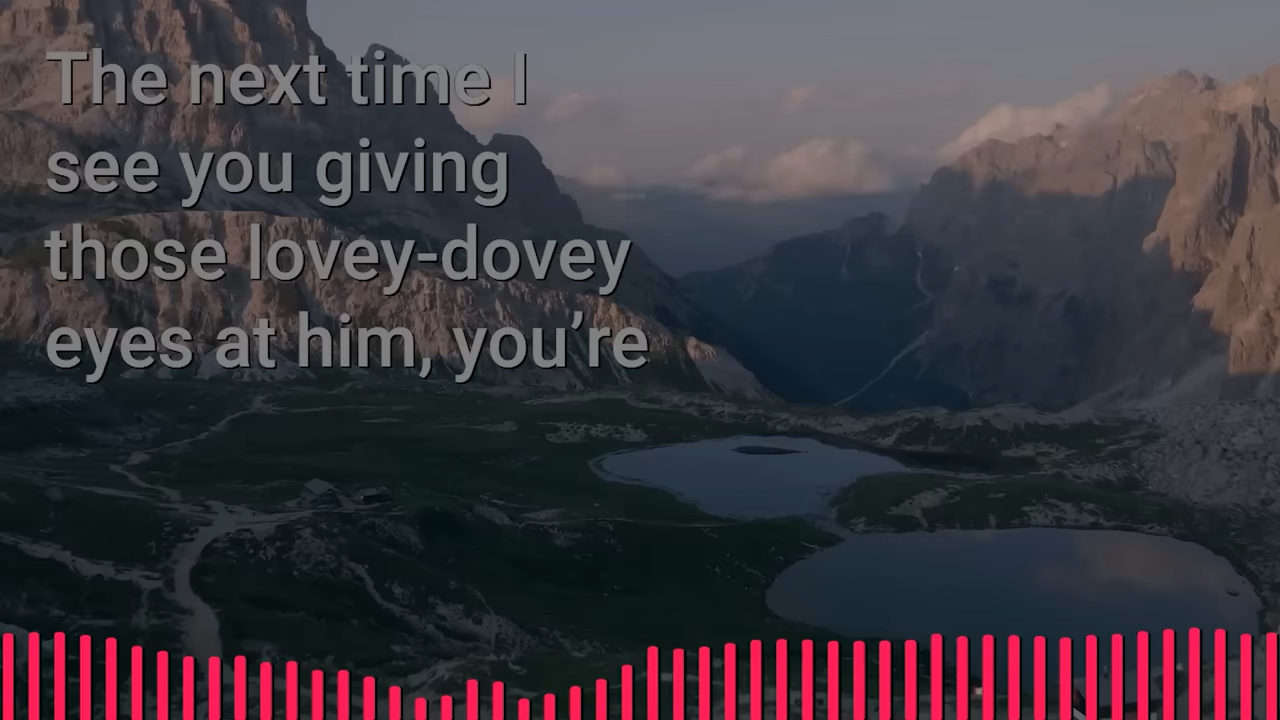 The next time I
see you giving
those lovey-dovey
eyes at him, you’re